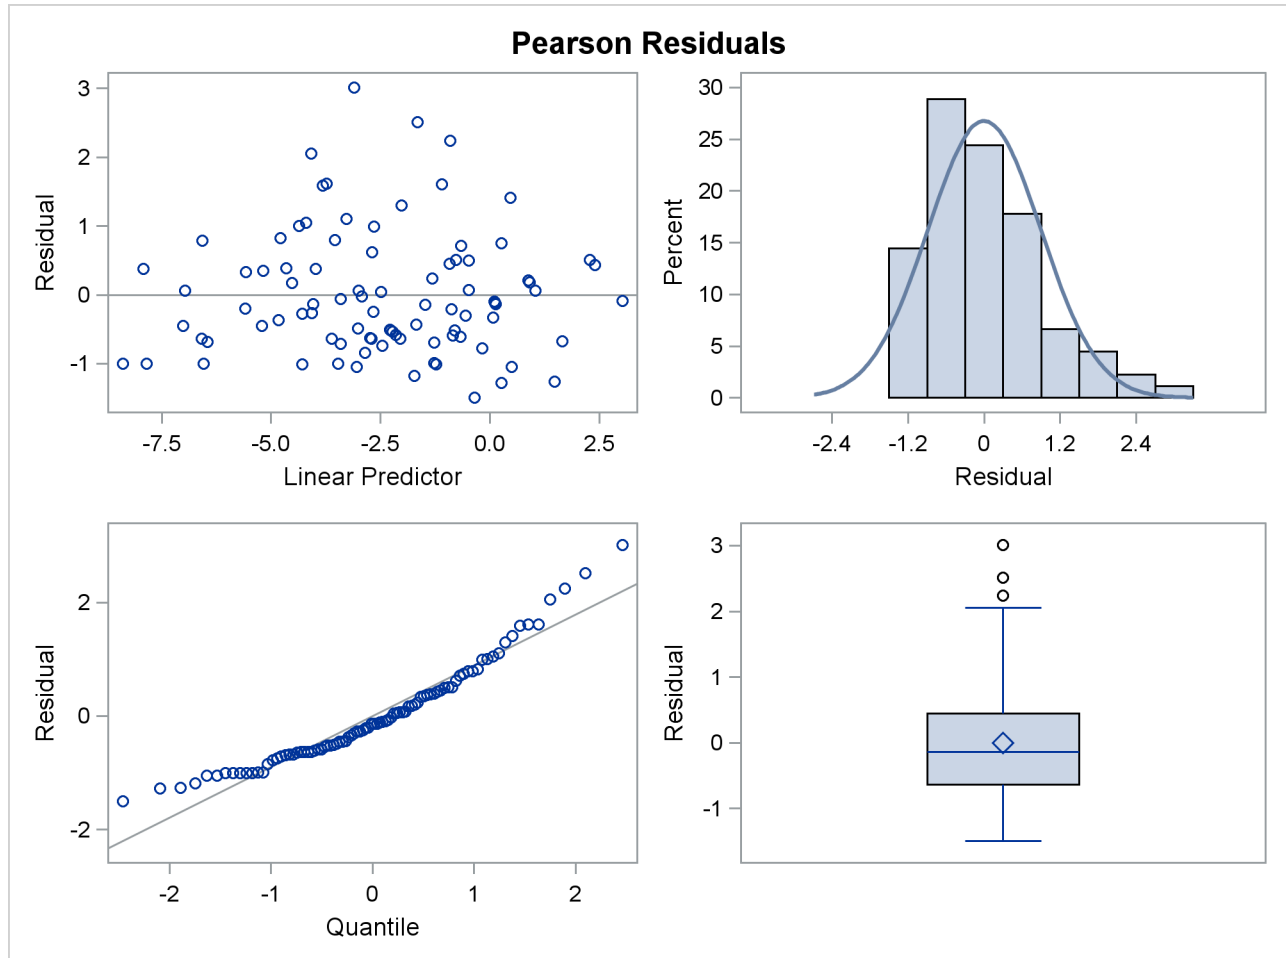 Pearson Residuals
3
2
1
0
-1
Residual
-7.5 -5.0 -2.5 0.0 2.5
Linear Predictor
30
25
20
15
10
5
0
Percent
-2.4 -1.2 0 1.2 2.4
Residual
2
0
-2
Residual
-2 -1 0 1 2
Quantile
3
2
1
0
-1
Residual